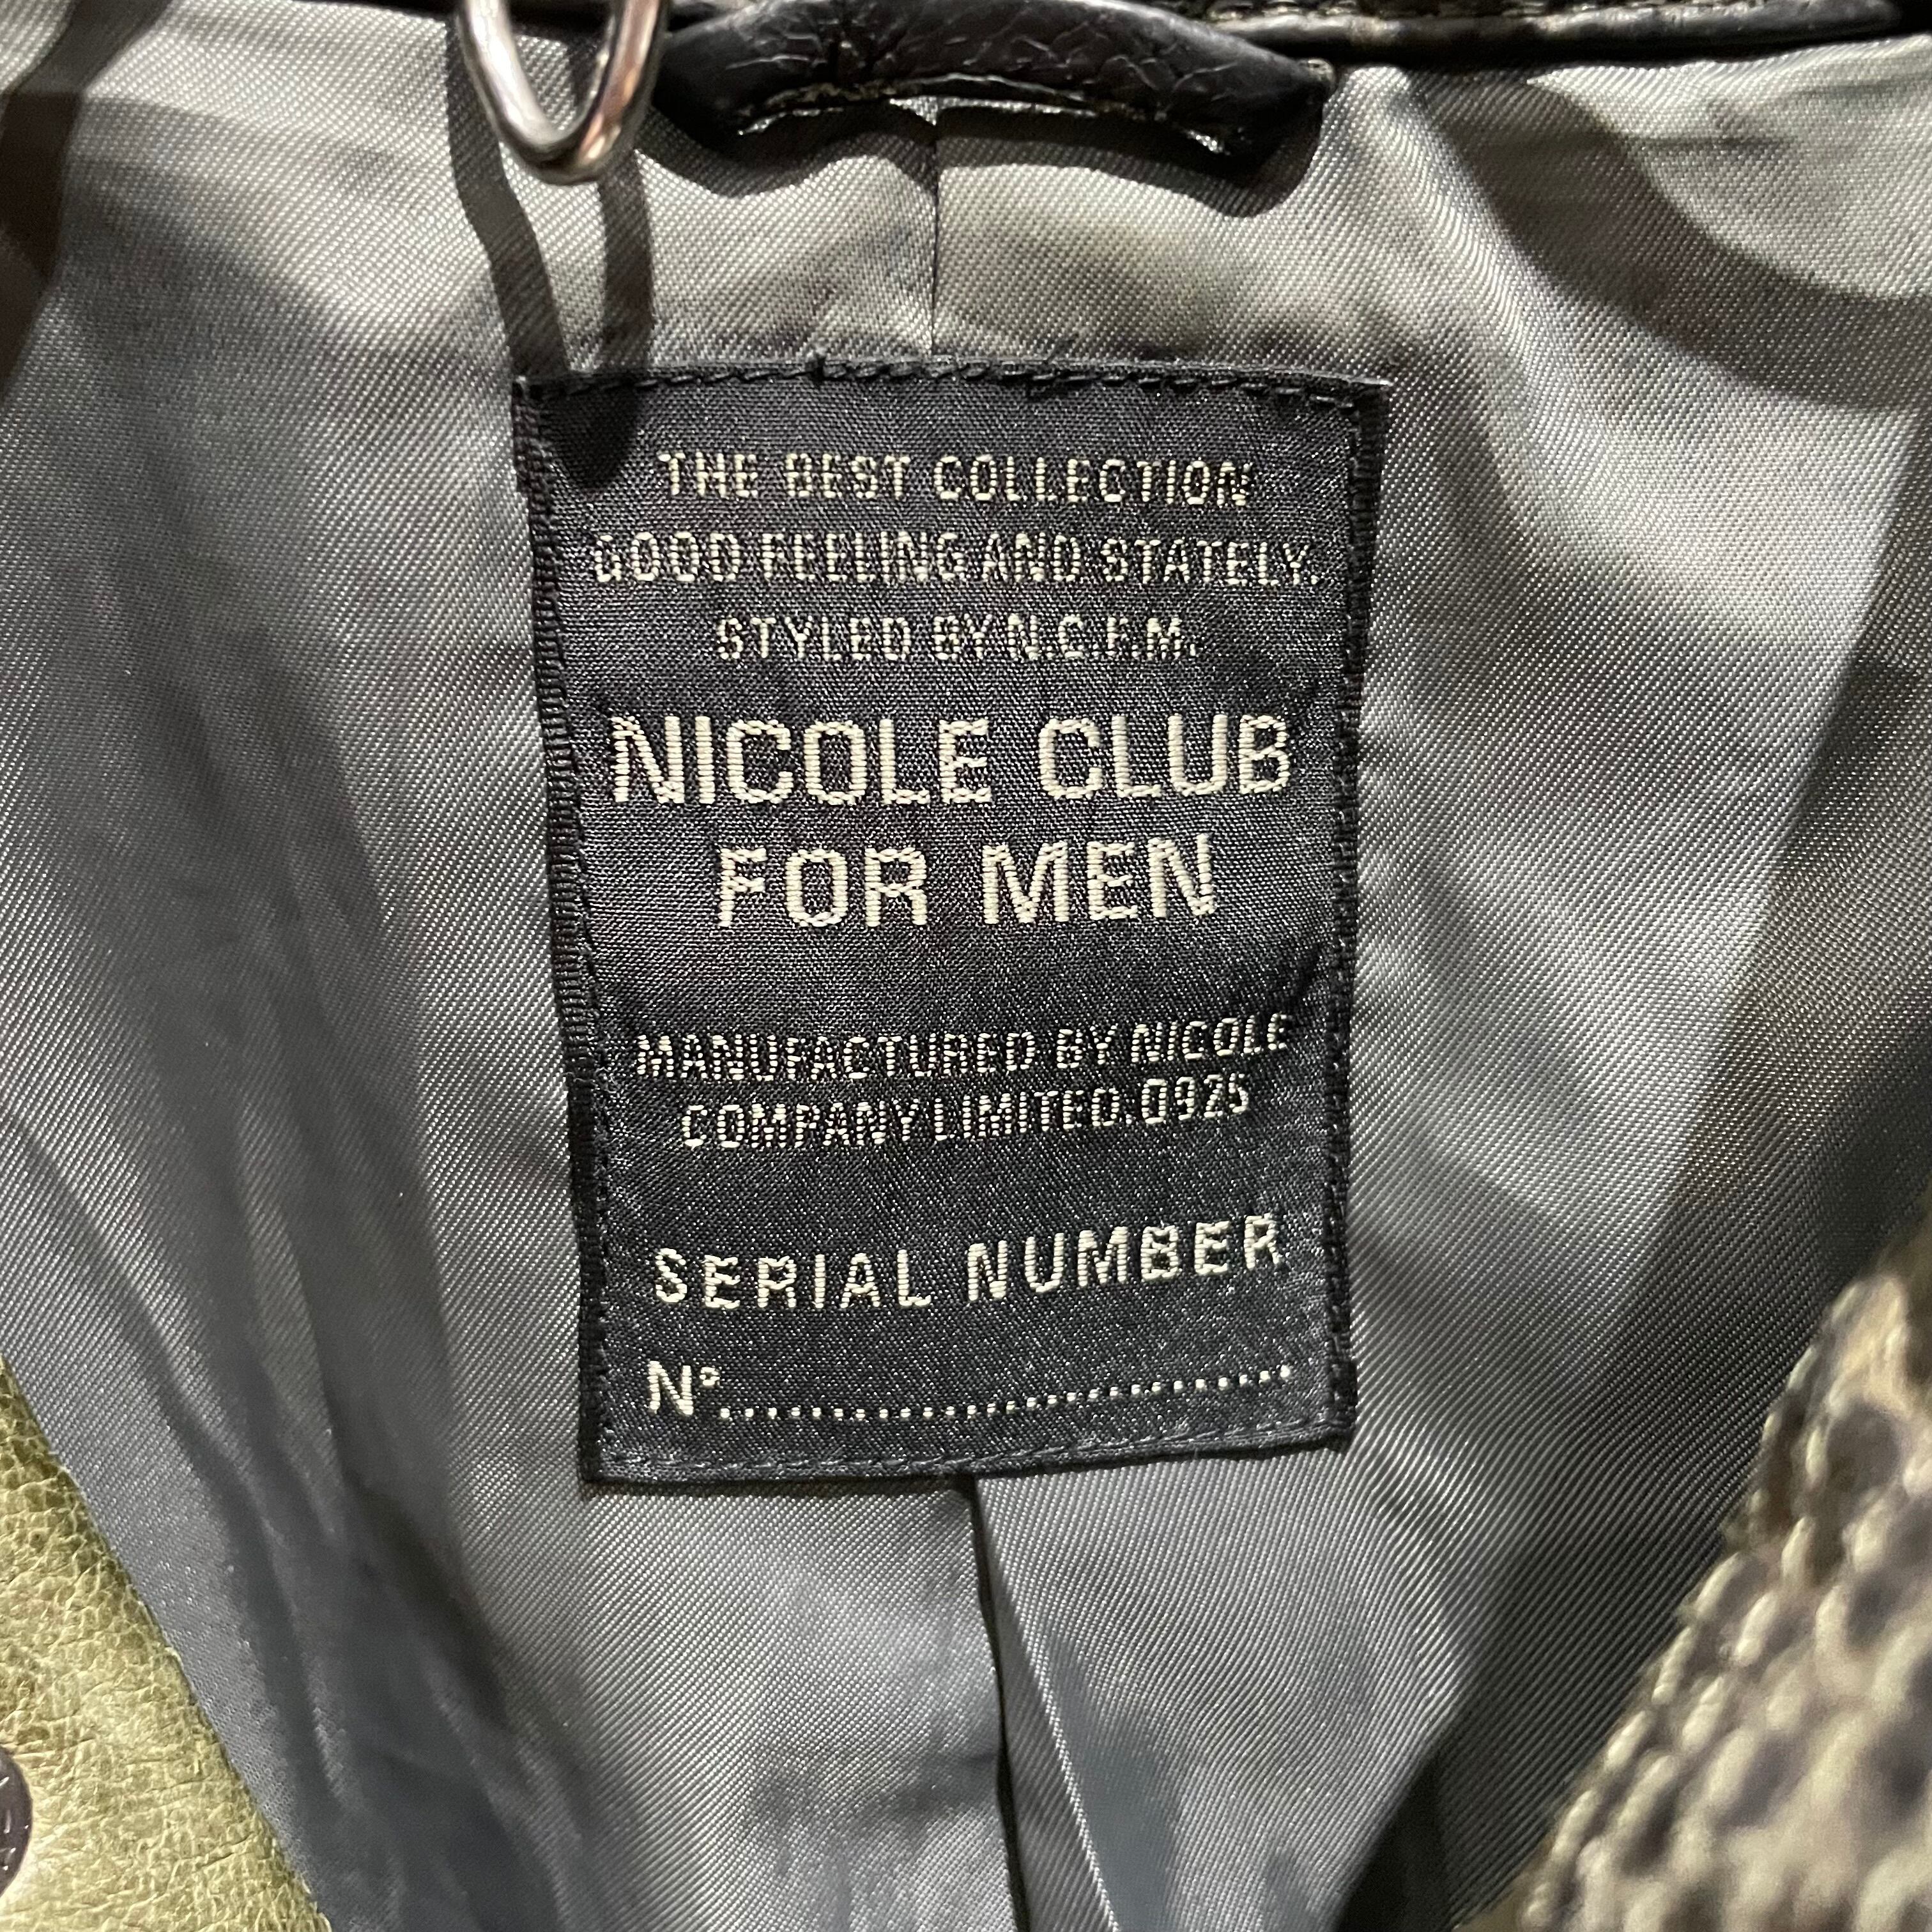 THE BEST COLLECTION
GOOD FEELING AND STATELY.
STYLED BY N.C.F.M.
NICOLE CLUB
FOR MEN
MANUFACTURED BY NICOLE
COMPANY LIMITED.0925
SERIAL NUMBER
N°..............................